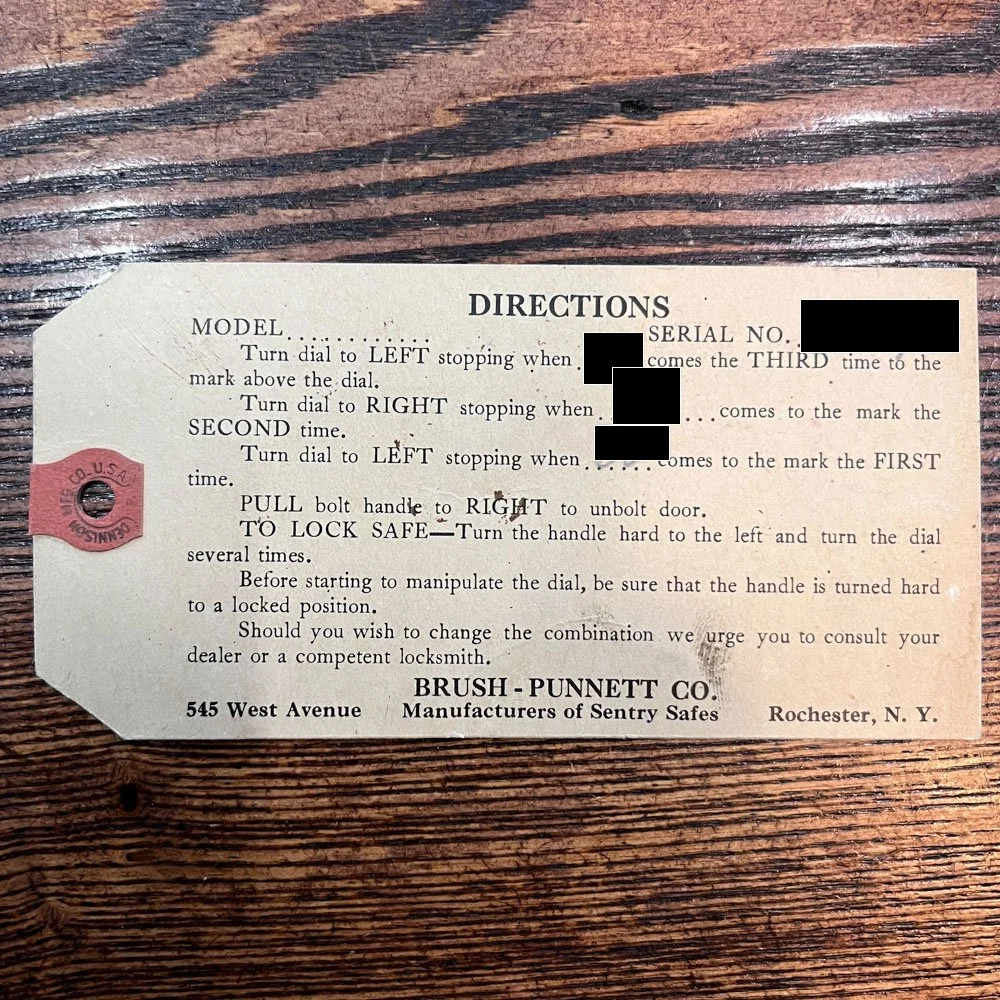 DIRECTIONS
MODEL............ SERIAL NO..
Turn dial to LEFT stopping when. comes the THIRD time to the
mark above the dial.
Turn dial to RIGHT stopping when. ...comes to the mark the
SECOND time.
Turn dial to LEFT stopping when......comes to the mark the FIRST
time.
PULL bolt handle to RIGHT to unbolt door.
TO LOCK SAFE—Turn the handle hard to the left and turn the dial
several times.
Before starting to manipulate the dial, be sure that the handle is turned hard
to a locked position.
Should you wish to change the combination we urge you to consult your
dealer or a competent locksmith.
BRUSH-PUNNETT CO.
545 West Avenue Manufacturers of Sentry Safes Rochester, N. Y.
DENNISON MFG CO. U.S.A.